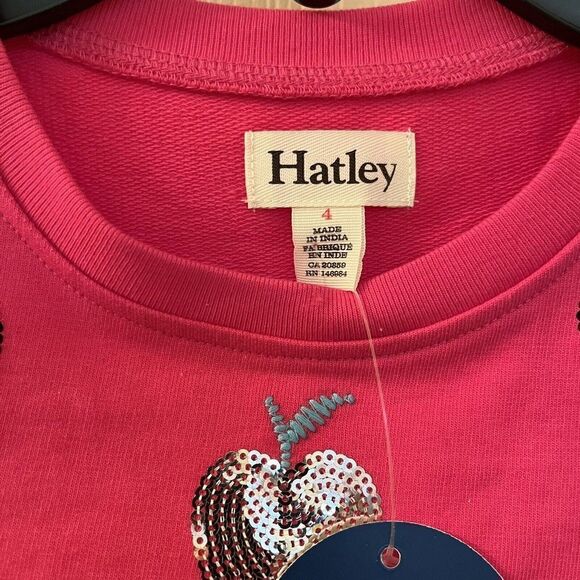 Hatley
4
MADE
IN INDIA
FABRIQUÉ
EN INDE
CA 20859
RN 146984